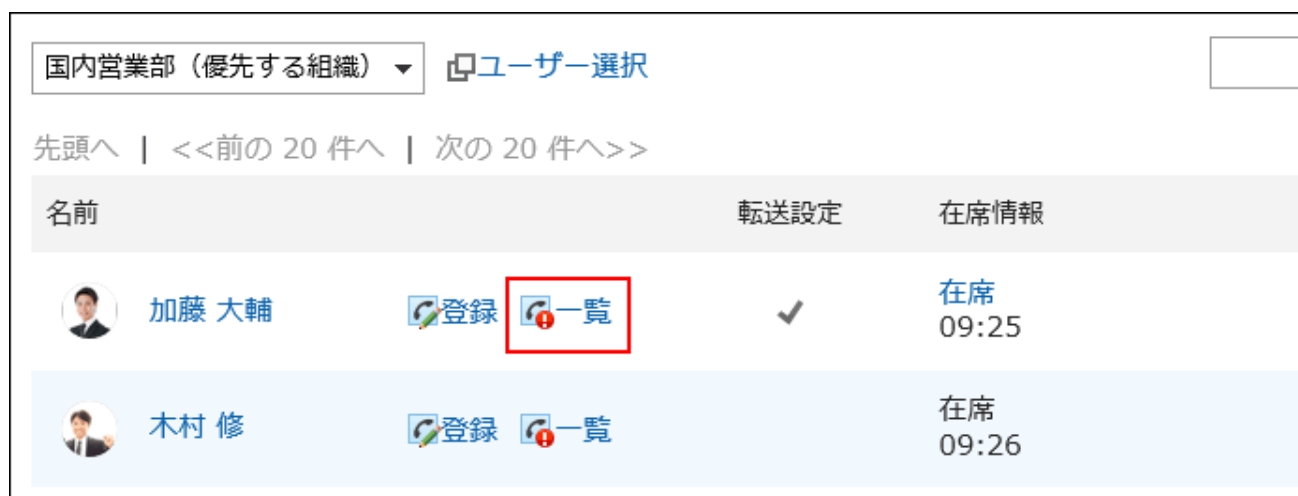 国内営業部（優先する組織） ユーザー選択
先頭へ | <<前の 20 件へ | 次の 20 件へ>>
名前 転送設定 在席情報
加藤 大輔 登録 一覧 在席
09:25
木村 修 登録 一覧 在席
09:26